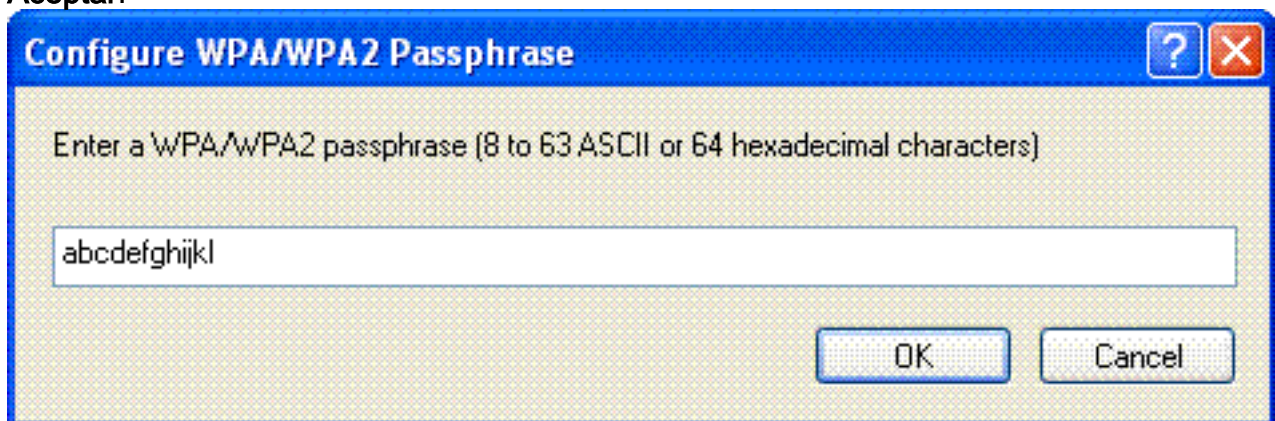 Aceptar.
Configure WPA/WPA2 Passphrase
Enter a WPA/WPA2 passphrase (8 to 63 ASCII or 64 hexadecimal characters)
abcdefghijkl
OK
Cancel